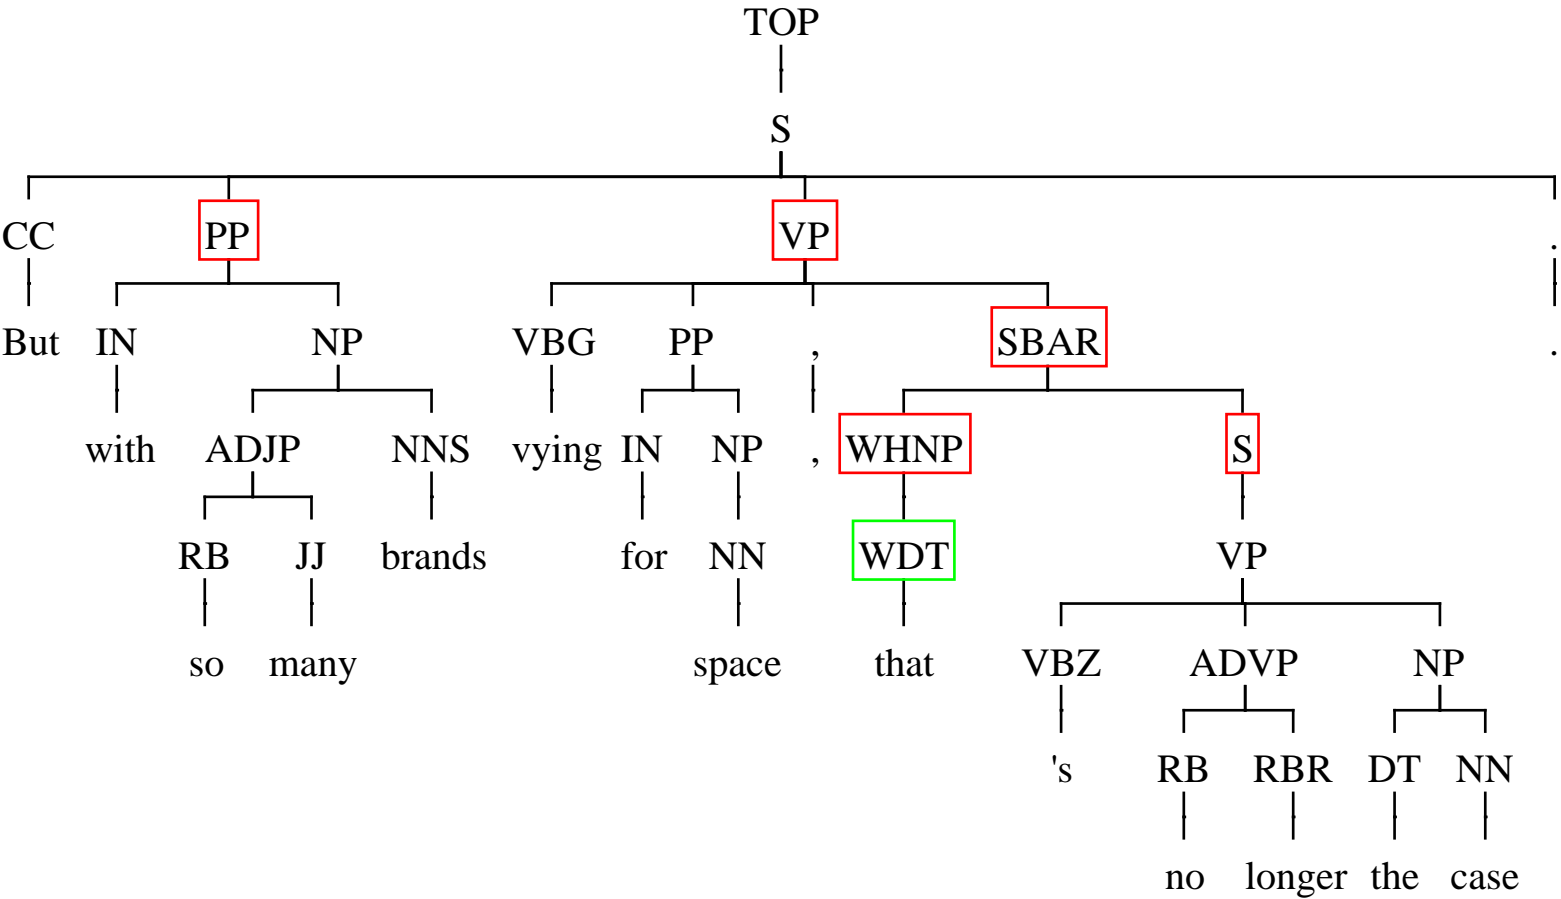 TOP
S
CC PP VP .
But IN NP VBG PP , SBAR .
with ADJP NNS vying IN NP , WHNP S
RB JJ brands for NN WDT VP
so many space that VBZ ADVP NP
's RB RBR DT NN
no longer the case